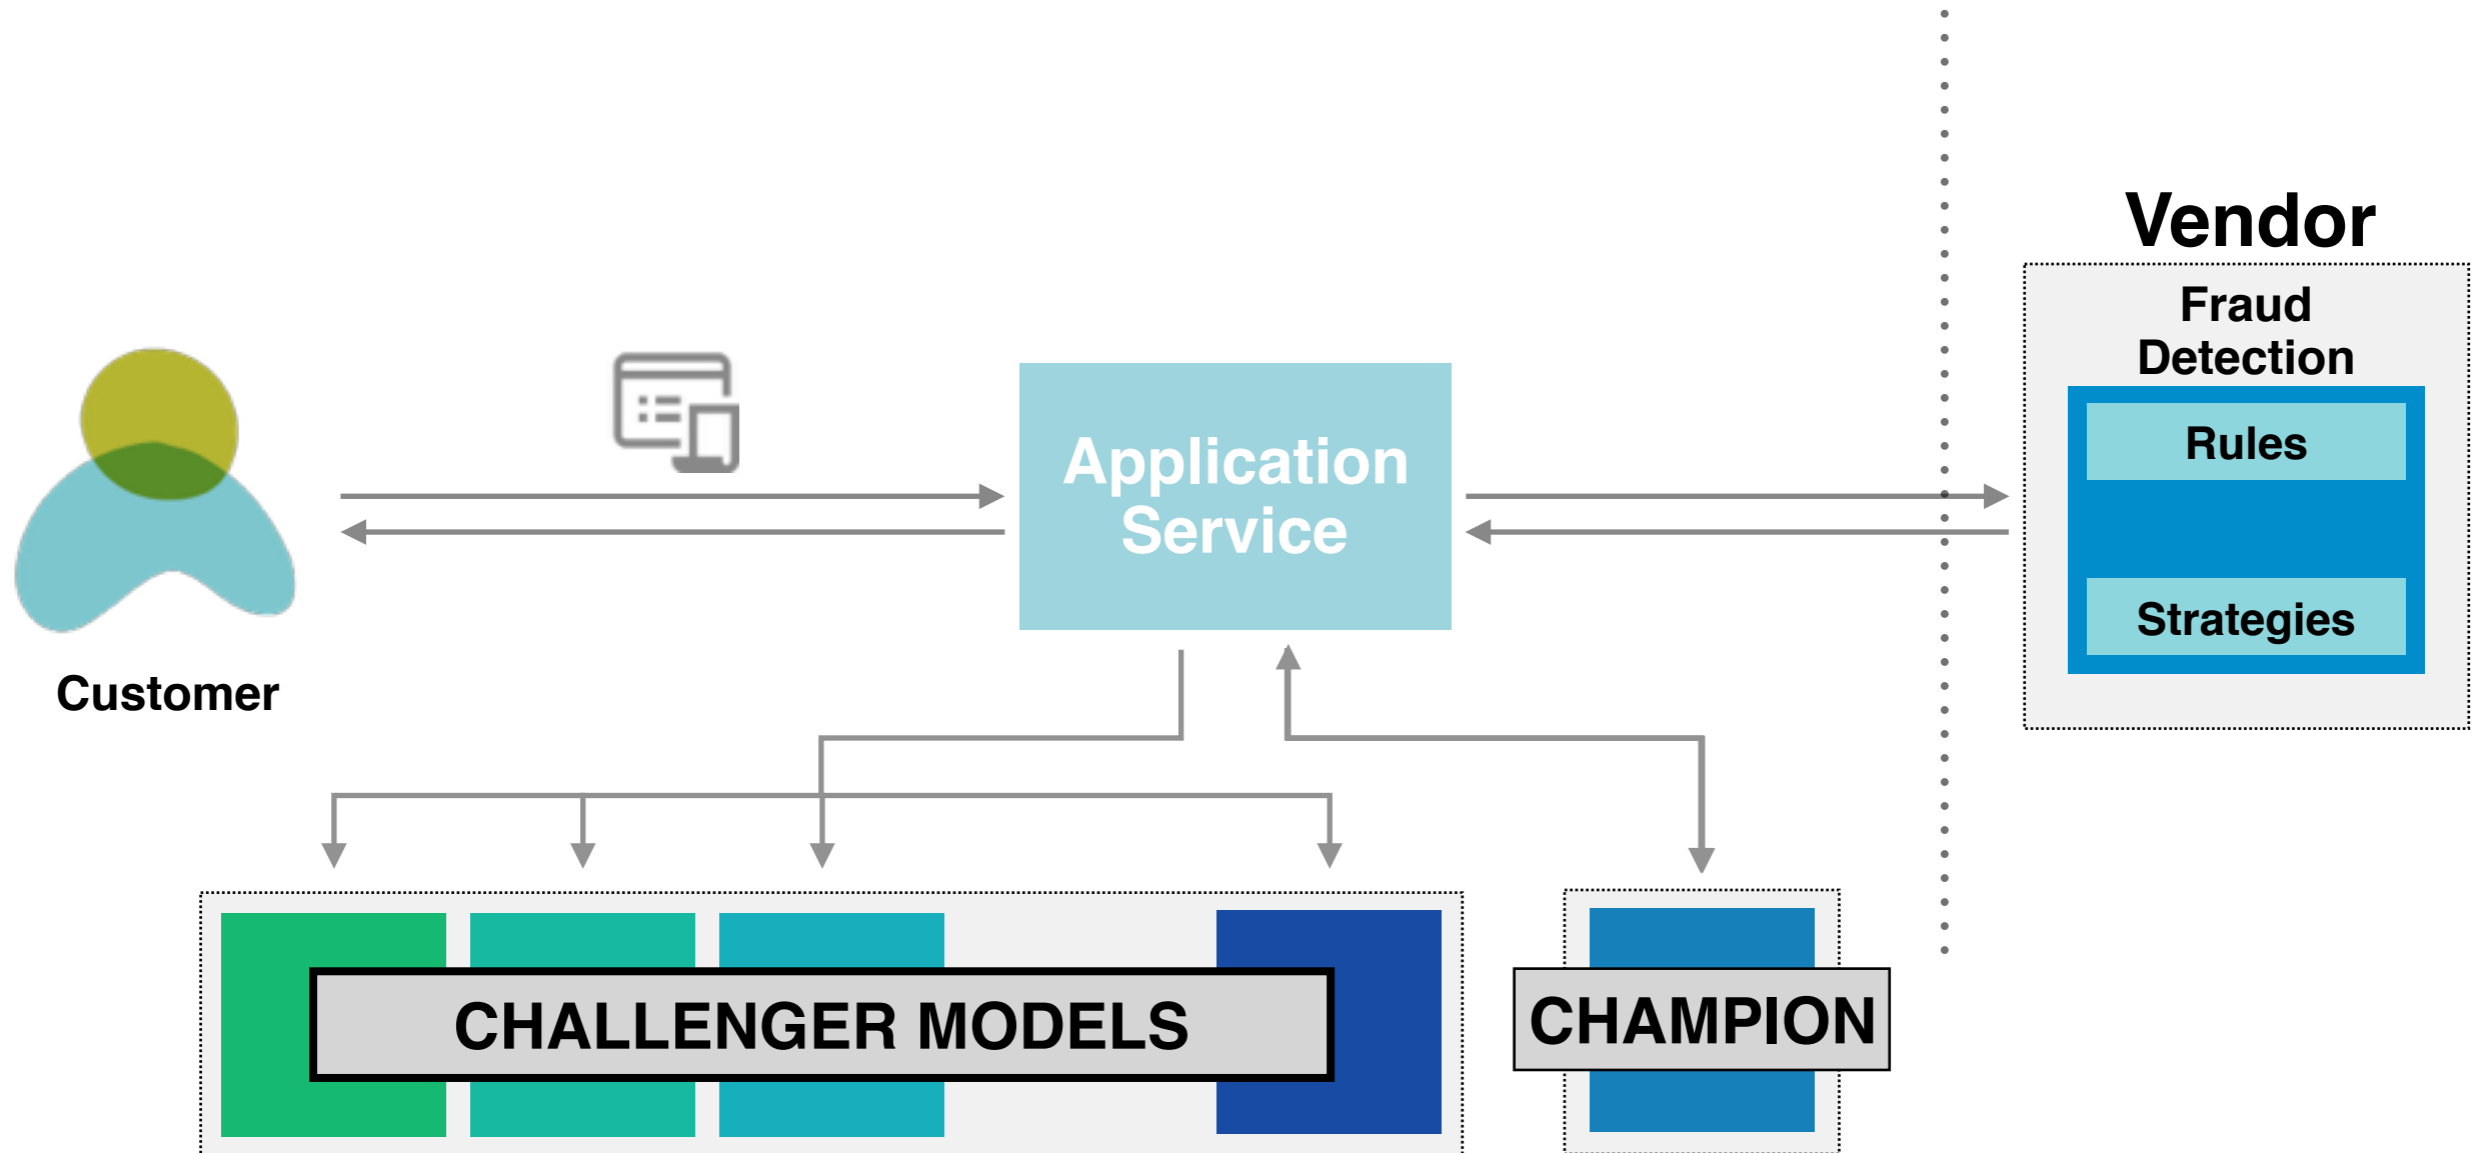 Vendor
Fraud
Detection
Rules
Strategies
Application
Service
Customer
CHALLENGER MODELS
CHAMPION